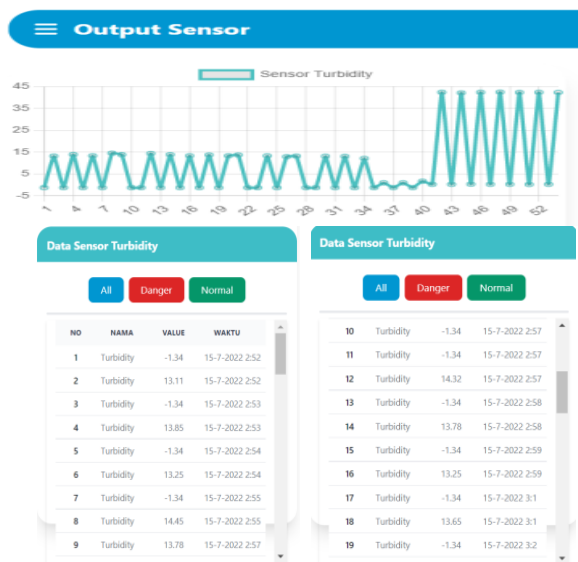 Output Sensor
Sensor Turbidity
45
35
25
15
5
-5
1 4 7 10 13 16 19 22 25 28 31 34 37 40 43 46 49 52
Data Sensor Turbidity
All Danger Normal
NO NAMA VALUE WAKTU
1 Turbidity -1.34 15-7-2022 2:52
2 Turbidity 13.11 15-7-2022 2:52
3 Turbidity -1.34 15-7-2022 2:53
4 Turbidity 13.85 15-7-2022 2:53
5 Turbidity -1.34 15-7-2022 2:54
6 Turbidity 13.25 15-7-2022 2:54
7 Turbidity -1.34 15-7-2022 2:55
8 Turbidity 14.45 15-7-2022 2:55
9 Turbidity 13.78 15-7-2022 2:57
Data Sensor Turbidity
All Danger Normal
10 Turbidity -1.34 15-7-2022 2:57
11 Turbidity -1.34 15-7-2022 2:57
12 Turbidity 14.32 15-7-2022 2:57
13 Turbidity -1.34 15-7-2022 2:58
14 Turbidity 13.78 15-7-2022 2:58
15 Turbidity -1.34 15-7-2022 2:59
16 Turbidity 13.25 15-7-2022 2:59
17 Turbidity -1.34 15-7-2022 3:1
18 Turbidity 13.65 15-7-2022 3:1
19 Turbidity -1.34 15-7-2022 3:2